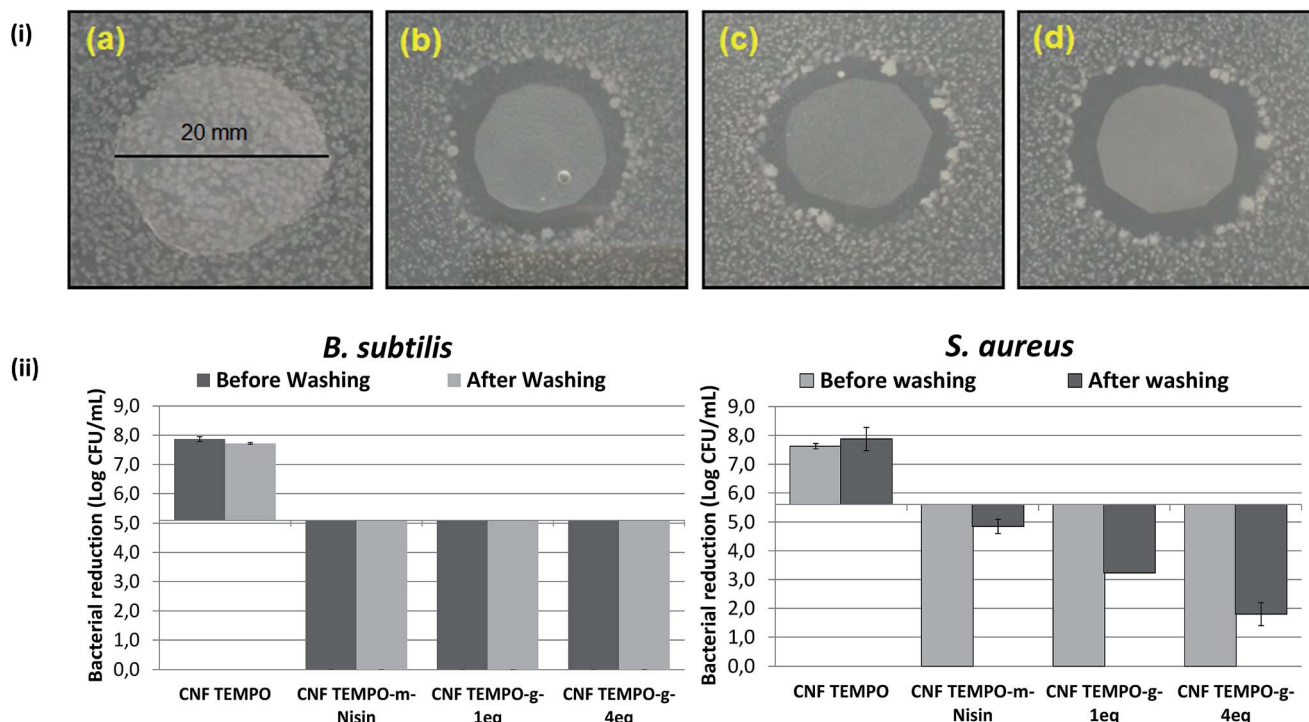 (i)
(a)
20 mm
(b)
(c)
(d)
(ii)
B. subtilis
Before Washing
After Washing
Bacterial reduction (Log CFU/mL)
9,0
8,0
7,0
6,0
5,0
4,0
3,0
2,0
1,0
0,0
CNF TEMPO
CNF TEMPO-m-
Nisin
CNF TEMPO-g-
1eq
CNF TEMPO-g-
4eq
S. aureus
Before washing
After washing
Bacterial reduction (Log CFU/mL)
9,0
8,0
7,0
6,0
5,0
4,0
3,0
2,0
1,0
0,0
CNF TEMPO
CNF TEMPO-m-
Nisin
CNF TEMPO-g-
1eq
CNF TEMPO-g-
4eq